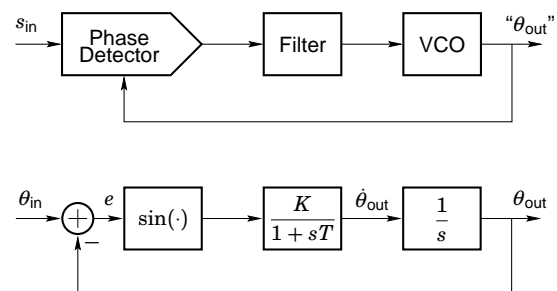 s_in Phase Detector Filter VCO “θ_out”
θ_in + − e sin(·) K/(1 + sT) θ̇_out 1/s θ_out